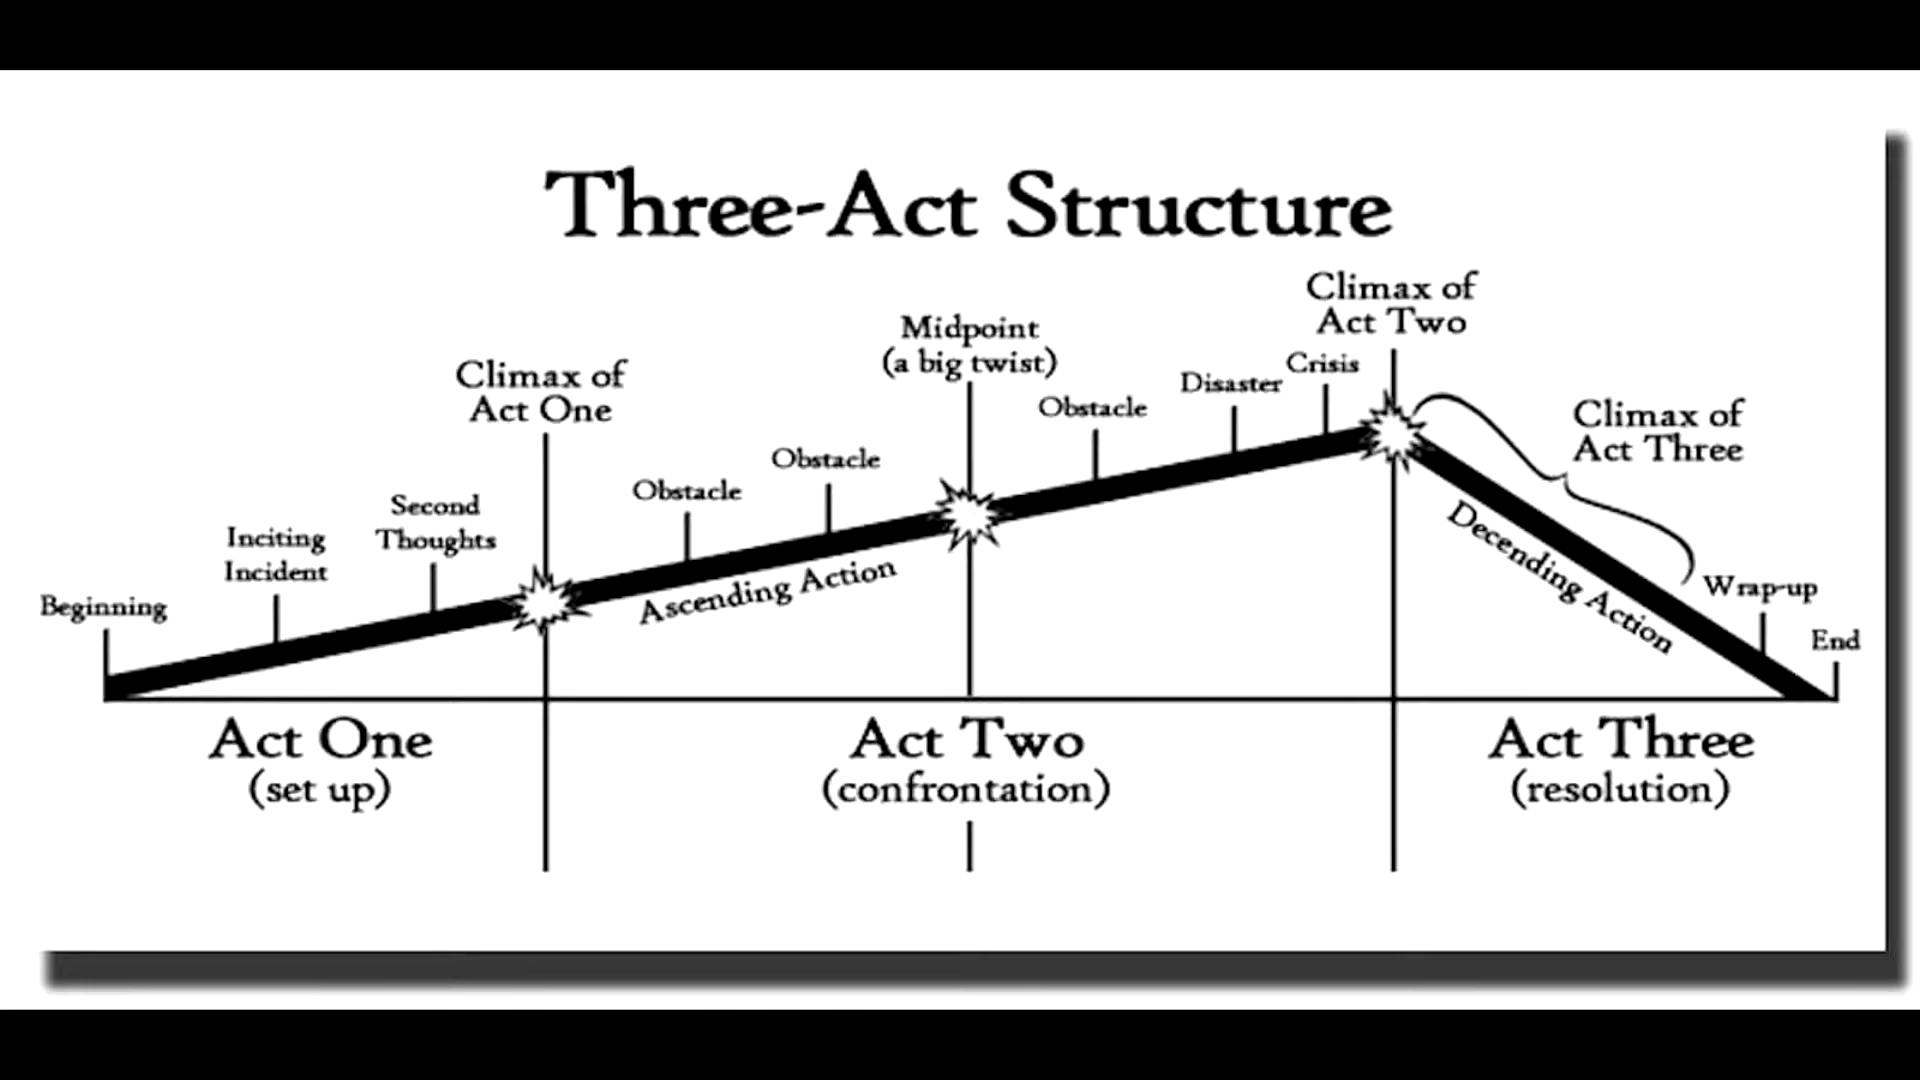 Three-Act Structure
Beginning
Inciting
Incident
Second
Thoughts
Climax of
Act One
Obstacle
Obstacle
Ascending Action
Midpoint
(a big twist)
Obstacle
Disaster
Crisis
Climax of
Act Two
Climax of
Act Three
Decending Action
Wrap-up
End
Act One
(set up)
Act Two
(confrontation)
Act Three
(resolution)